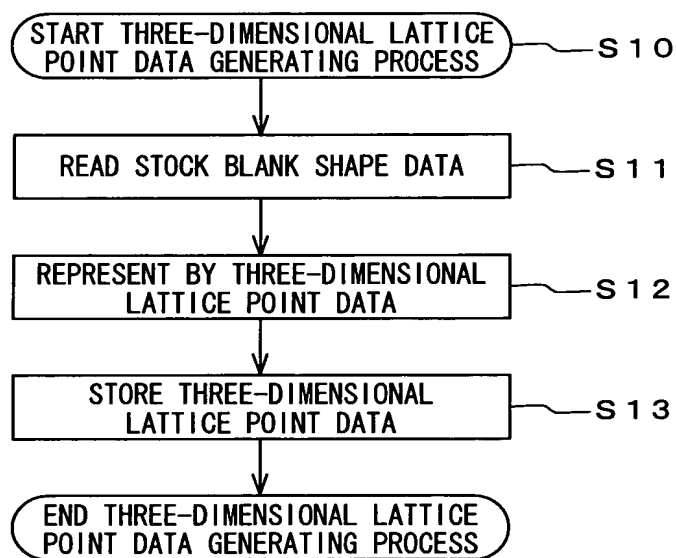 START THREE-DIMENSIONAL LATTICE
POINT DATA GENERATING PROCESS
S10
READ STOCK BLANK SHAPE DATA
S11
REPRESENT BY THREE-DIMENSIONAL
LATTICE POINT DATA
S12
STORE THREE-DIMENSIONAL
LATTICE POINT DATA
S13
END THREE-DIMENSIONAL LATTICE
POINT DATA GENERATING PROCESS